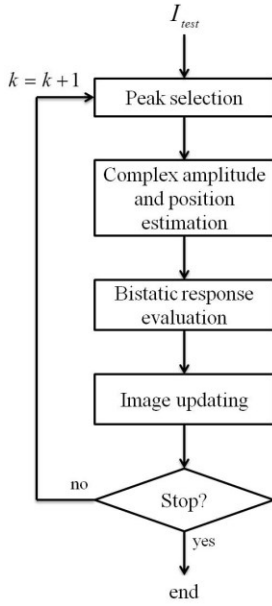 I_test
k = k+1
Peak selection
Complex amplitude
and position
estimation
Bistatic response
evaluation
Image updating
no
Stop?
yes
end